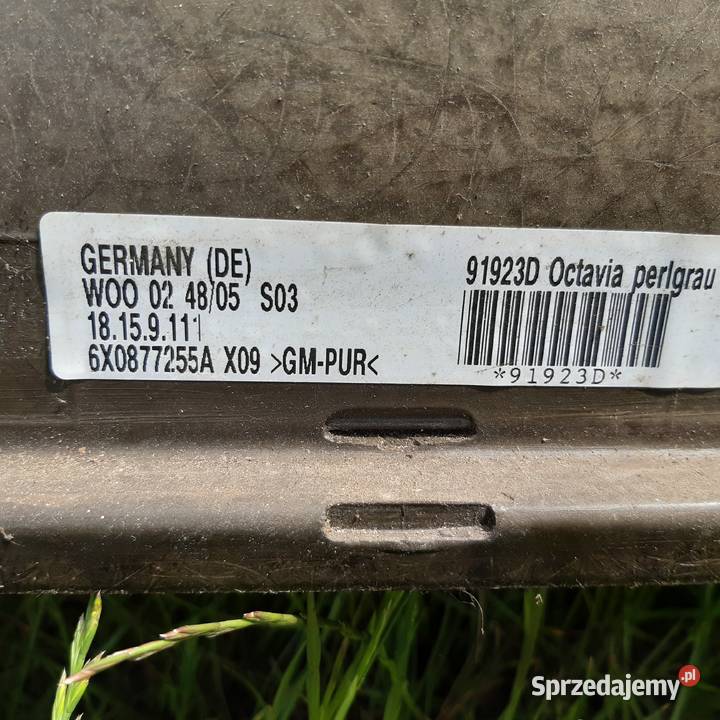 GERMANY (DE)
WOO 02 48/05 S03
18.15.9.111
6X0877255A X09 >GM-PUR<
91923D Octavia perlgrau
*91923D*
Sprzedajemy.pl